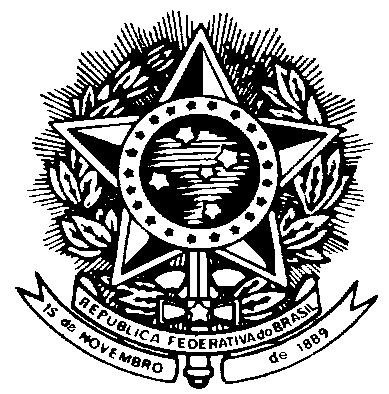 REPUBLICA FEDERATIVA do BRASIL
15 de NOVEMBRO
de 1889